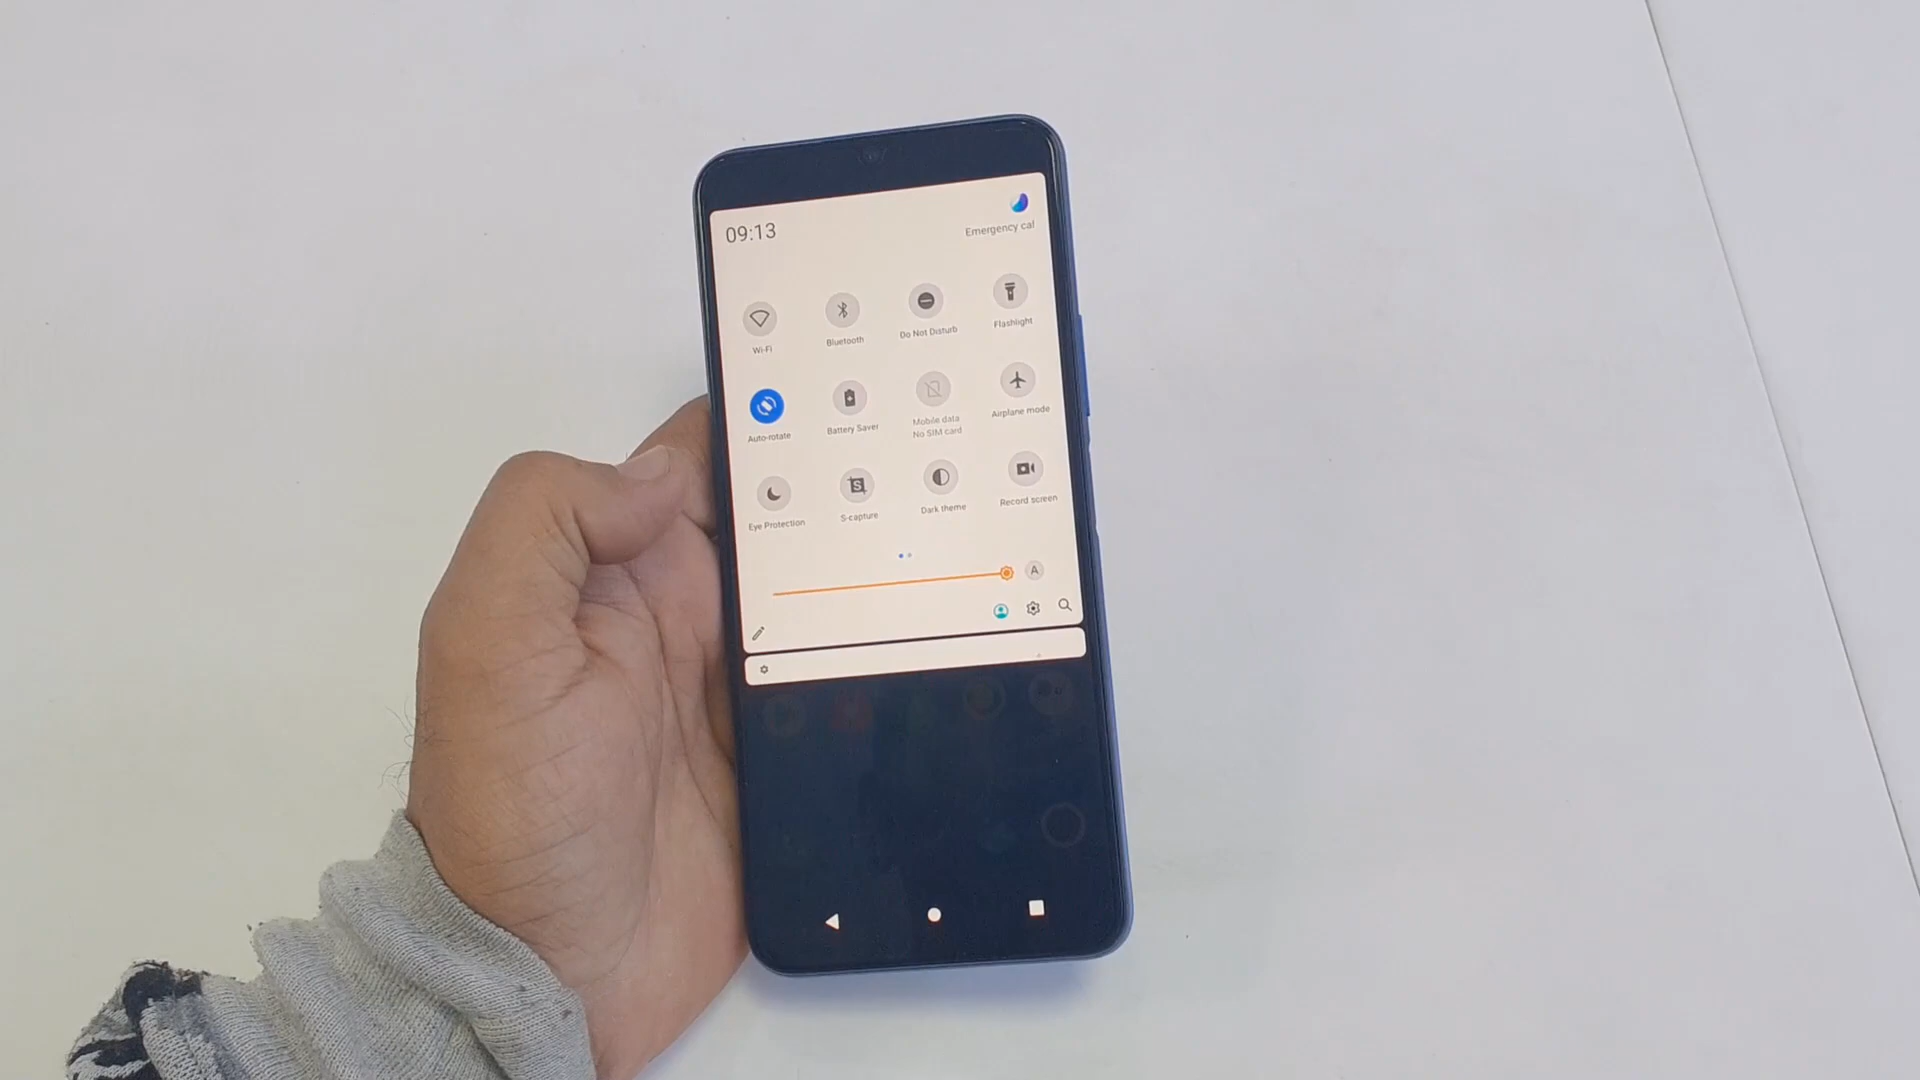 09:13
Emergency cal
Wi-Fi
Bluetooth
Do Not Disturb
Flashlight
Auto-rotate
Battery Saver
Mobile data
No SIM card
Airplane mode
Eye Protection
S-capture
Dark theme
Record screen
A